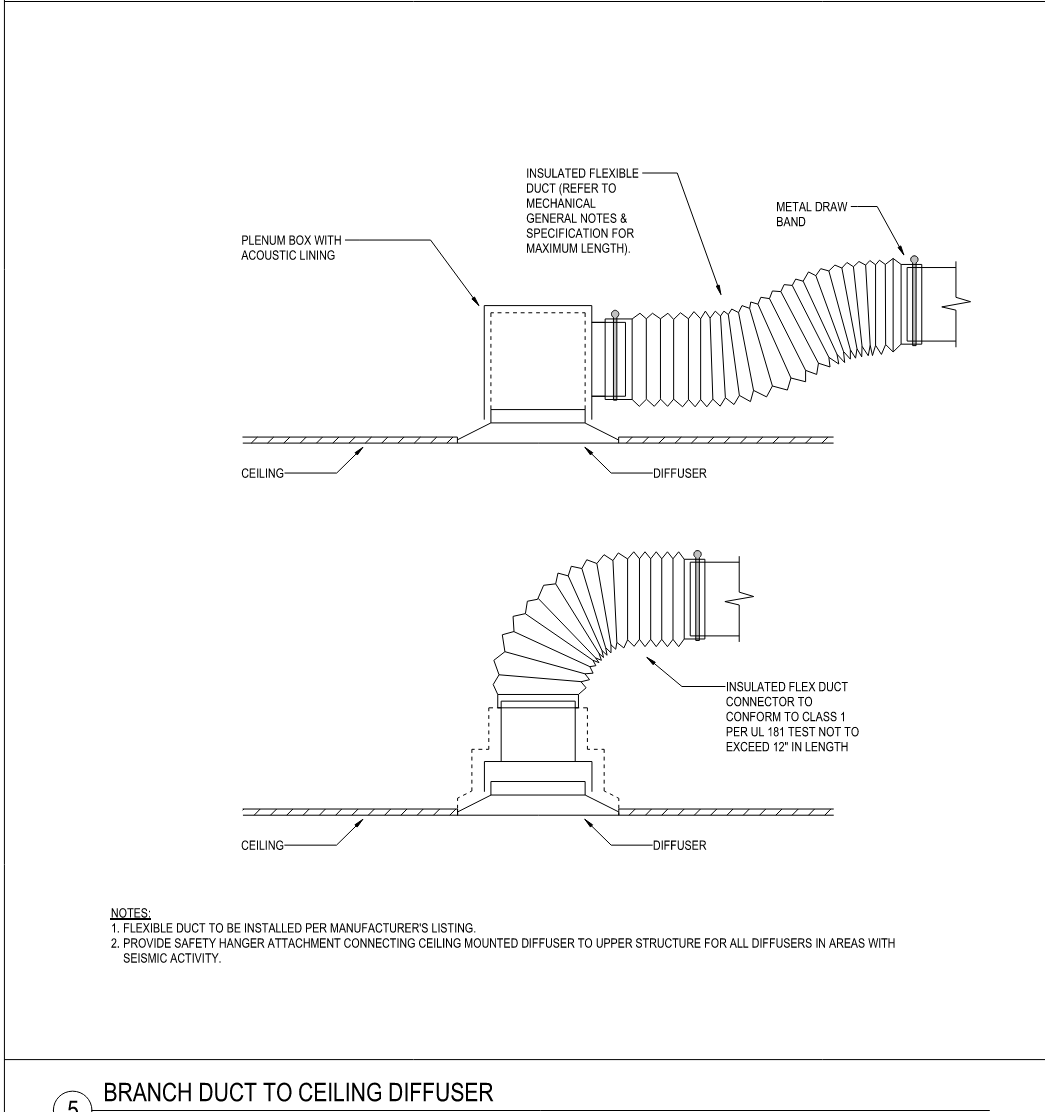 INSULATED FLEXIBLE
DUCT (REFER TO
MECHANICAL
GENERAL NOTES &
SPECIFICATION FOR
MAXIMUM LENGTH).
METAL DRAW
BAND
PLENUM BOX WITH
ACOUSTIC LINING
CEILING
DIFFUSER
INSULATED FLEX DUCT
CONNECTOR TO
CONFORM TO CLASS 1
PER UL 181 TEST NOT TO
EXCEED 12" IN LENGTH
CEILING
DIFFUSER
NOTES:
1. FLEXIBLE DUCT TO BE INSTALLED PER MANUFACTURER'S LISTING.
2. PROVIDE SAFETY HANGER ATTACHMENT CONNECTING CEILING MOUNTED DIFFUSER TO UPPER STRUCTURE FOR ALL DIFFUSERS IN AREAS WITH
SEISMIC ACTIVITY.
5
BRANCH DUCT TO CEILING DIFFUSER